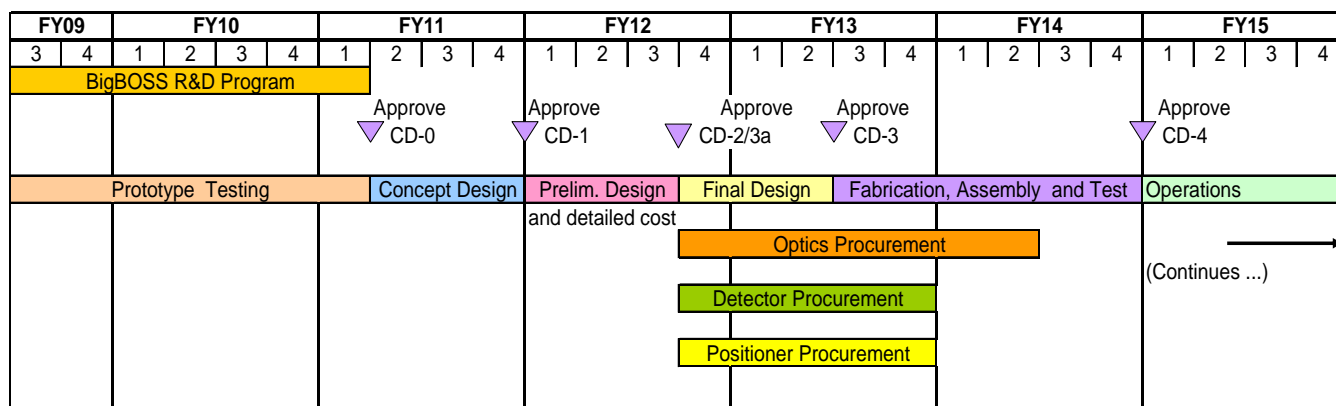 FY09 FY10 FY11 FY12 FY13 FY14 FY15
3 4 1 2 3 4 1 2 3 4 1 2 3 4 1 2 3 4 1 2 3 4 1 2 3 4
BigBOSS R&D Program
Approve Approve Approve Approve Approve
CD-0 CD-1 CD-2/3a CD-3 CD-4
Prototype Testing Concept Design Prelim. Design Final Design Fabrication, Assembly and Test Operations
and detailed cost
Optics Procurement
(Continues ...)
Detector Procurement
Positioner Procurement